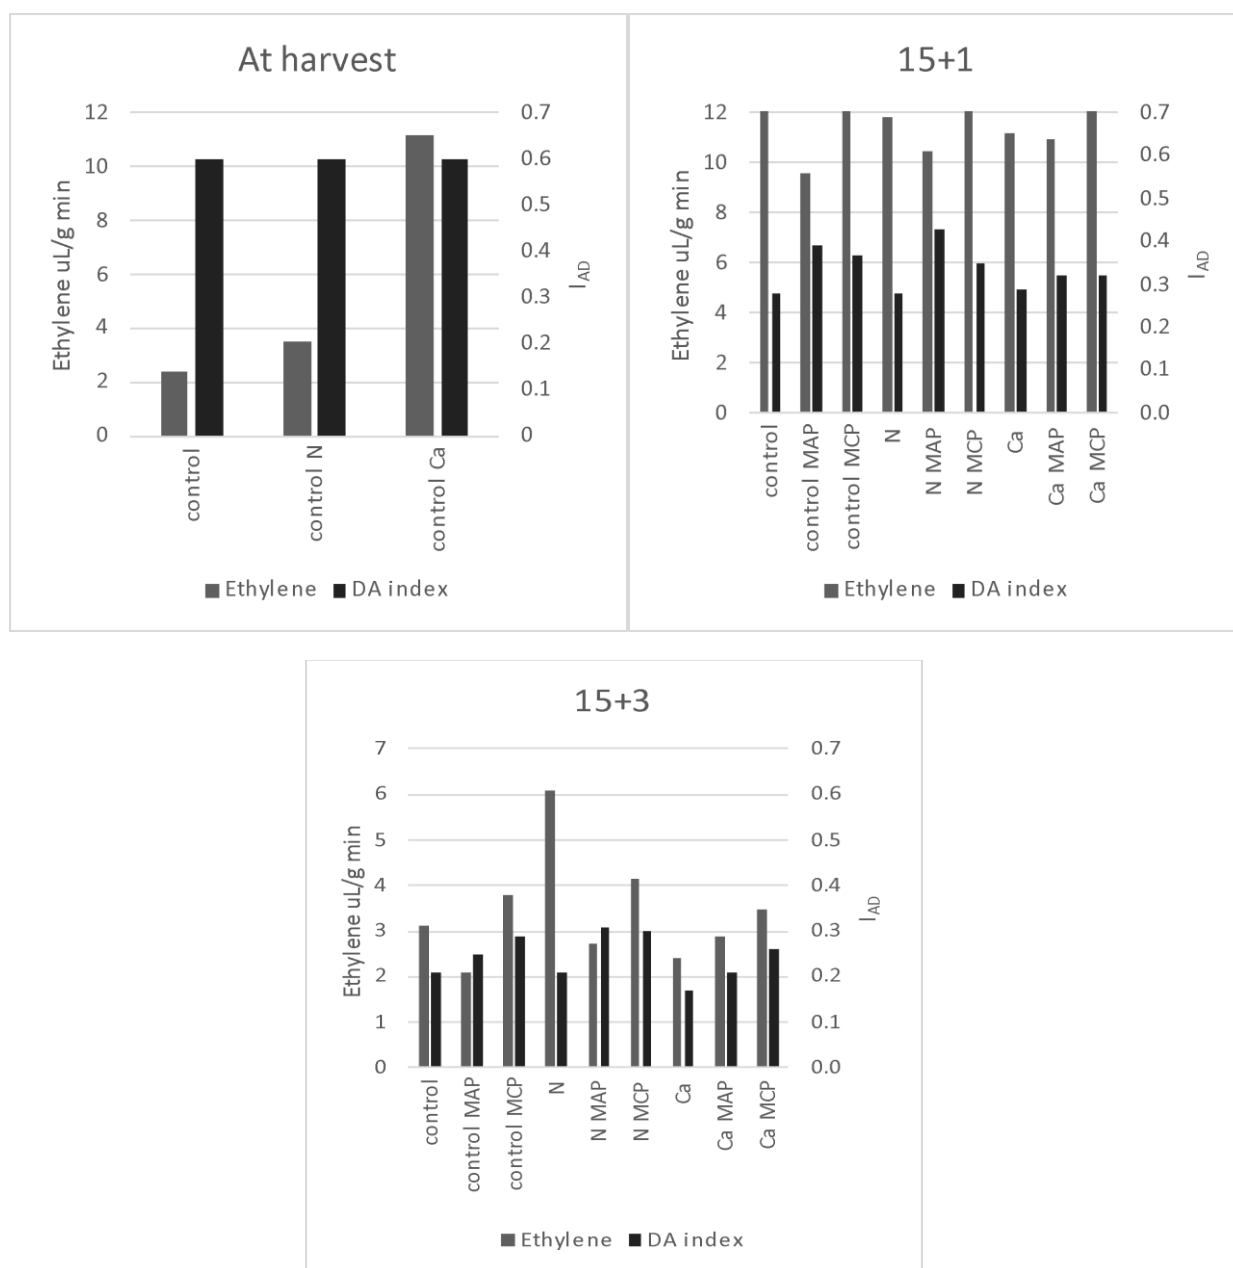 At harvest
12
10
8
6
4
2
0
Ethylene uL/g min
0.7
0.6
0.5
0.4
0.3
0.2
0.1
0
I_AD
control
control N
control Ca
Ethylene DA index
15+1
12
10
8
6
4
2
0
Ethylene uL/g min
0.7
0.6
0.5
0.4
0.3
0.2
0.1
0.0
I_AD
control
control MAP
control MCP
N
N MAP
N MCP
Ca
Ca MAP
Ca MCP
Ethylene DA index
15+3
7
6
5
4
3
2
1
0
Ethylene uL/g min
0.7
0.6
0.5
0.4
0.3
0.2
0.1
0.0
I_AD
control
control MAP
control MCP
N
N MAP
N MCP
Ca
Ca MAP
Ca MCP
Ethylene DA index